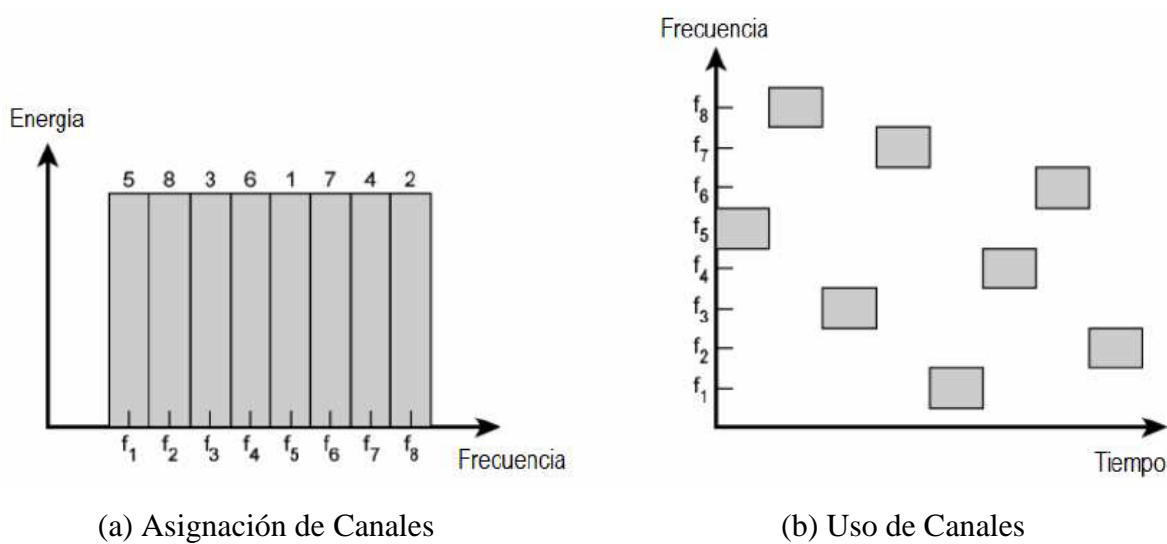 Energía
5 8 3 6 1 7 4 2
f1 f2 f3 f4 f5 f6 f7 f8
Frecuencia
(a) Asignación de Canales
Frecuencia
f8
f7
f6
f5
f4
f3
f2
f1
Tiempo
(b) Uso de Canales